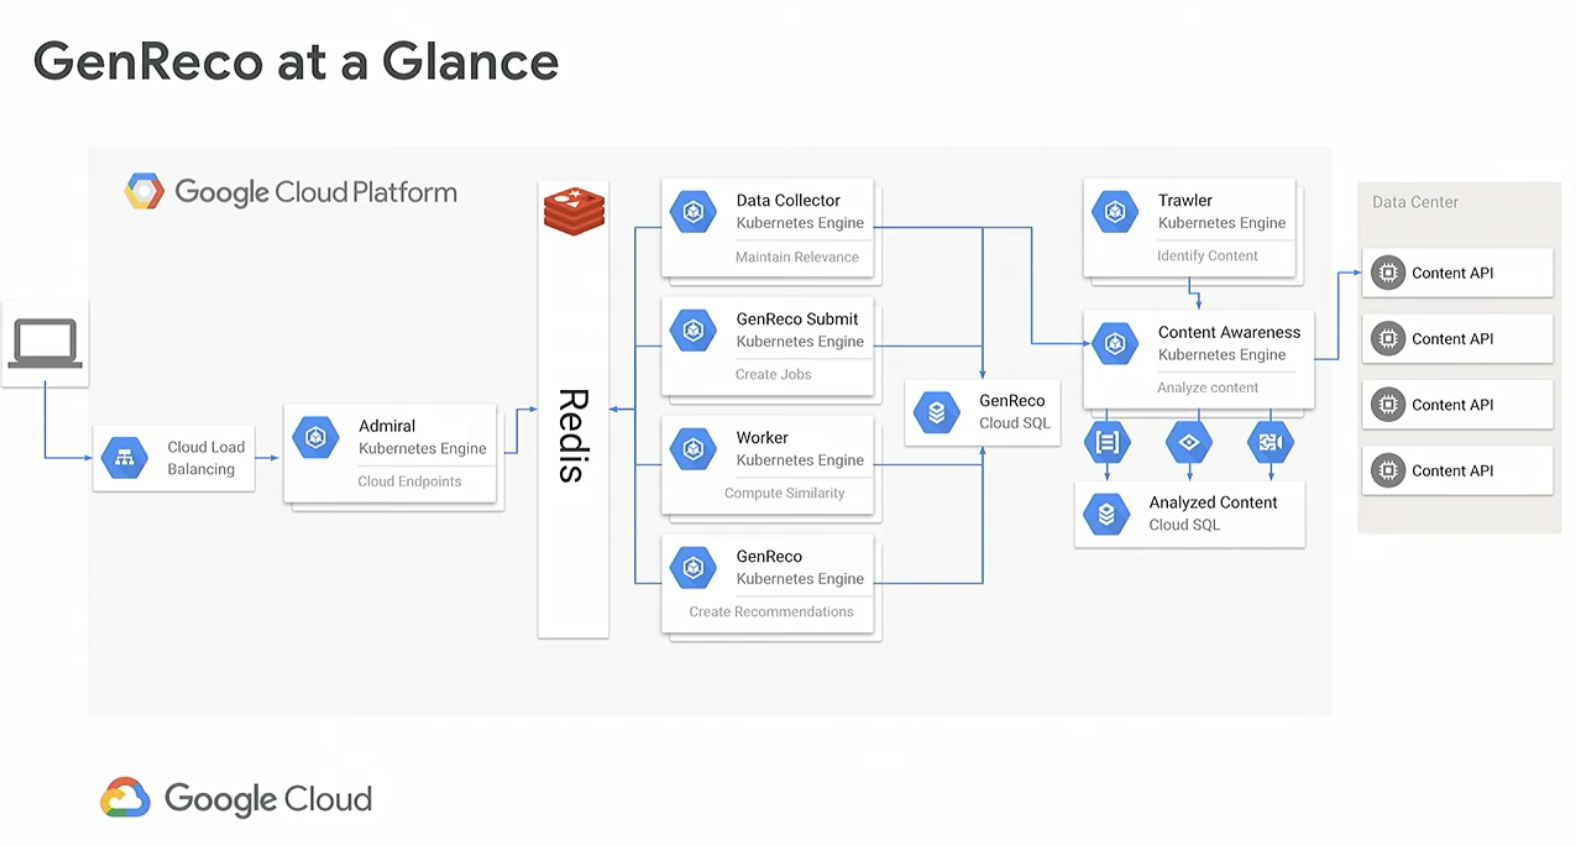 GenReco at a Glance
Google Cloud Platform
Cloud Load
Balancing
Admiral
Kubernetes Engine
Cloud Endpoints
Redis
Data Collector
Kubernetes Engine
Maintain Relevance
GenReco Submit
Kubernetes Engine
Create Jobs
Worker
Kubernetes Engine
Compute Similarity
GenReco
Kubernetes Engine
Create Recommendations
GenReco
Cloud SQL
Trawler
Kubernetes Engine
Identify Content
Content Awareness
Kubernetes Engine
Analyze content
Analyzed Content
Cloud SQL
Data Center
Content API
Content API
Content API
Content API
Google Cloud